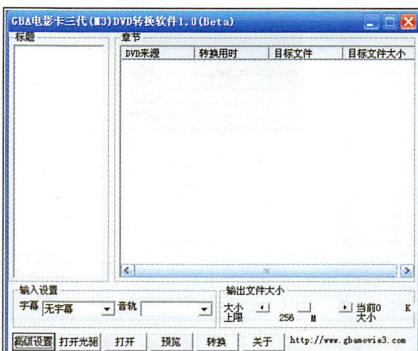 GBA电影卡三代(M3)DVD转换软件1.0(Beta)
标题
章节
DVD来源 转换用时 目标文件 目标文件大小
输入设置
字幕 无字幕 音轨
输出文件大小
大小上限 256 M 当前0 K
大小
高级设置 打开光驱 打开 预览 转换 关于 http://www.gbamovie3.com